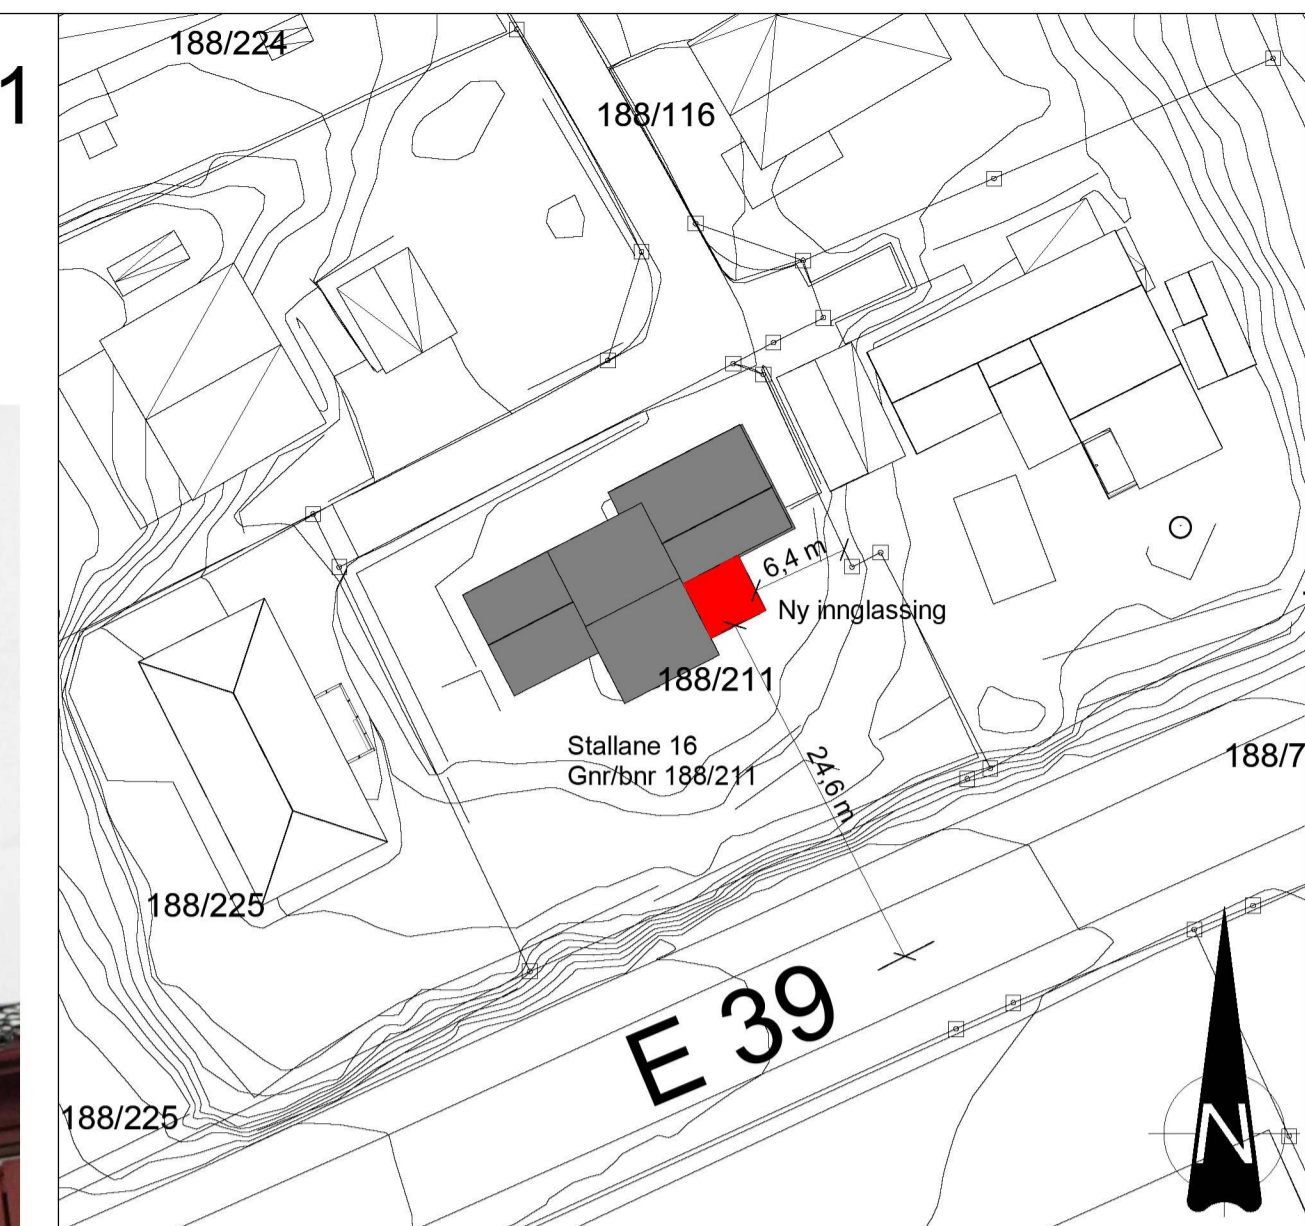 1
188/224
188/116
6,4 m
Ny innglassing
188/211
Stallane 16
Gnr/bnr 188/211
24,6 m
188/7
188/225
E 39
188/225
N